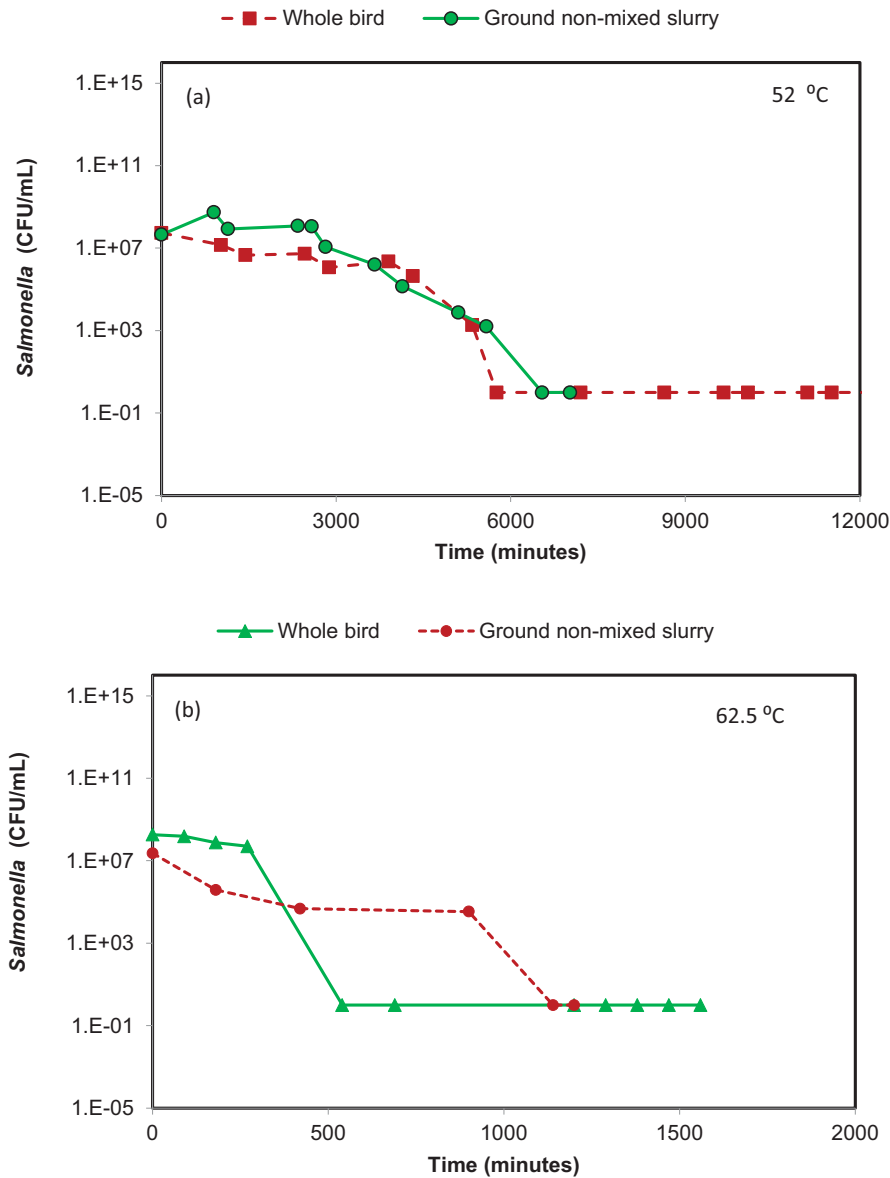 Whole bird Ground non-mixed slurry
(a) 52 ⁰C
1.E+15
1.E+11
1.E+07
1.E+03
1.E-01
1.E-05
Salmonella (CFU/mL)
0 3000 6000 9000 12000
Time (minutes)
Whole bird Ground non-mixed slurry
(b) 62.5 ⁰C
1.E+15
1.E+11
1.E+07
1.E+03
1.E-01
1.E-05
Salmonella (CFU/mL)
0 500 1000 1500 2000
Time (minutes)